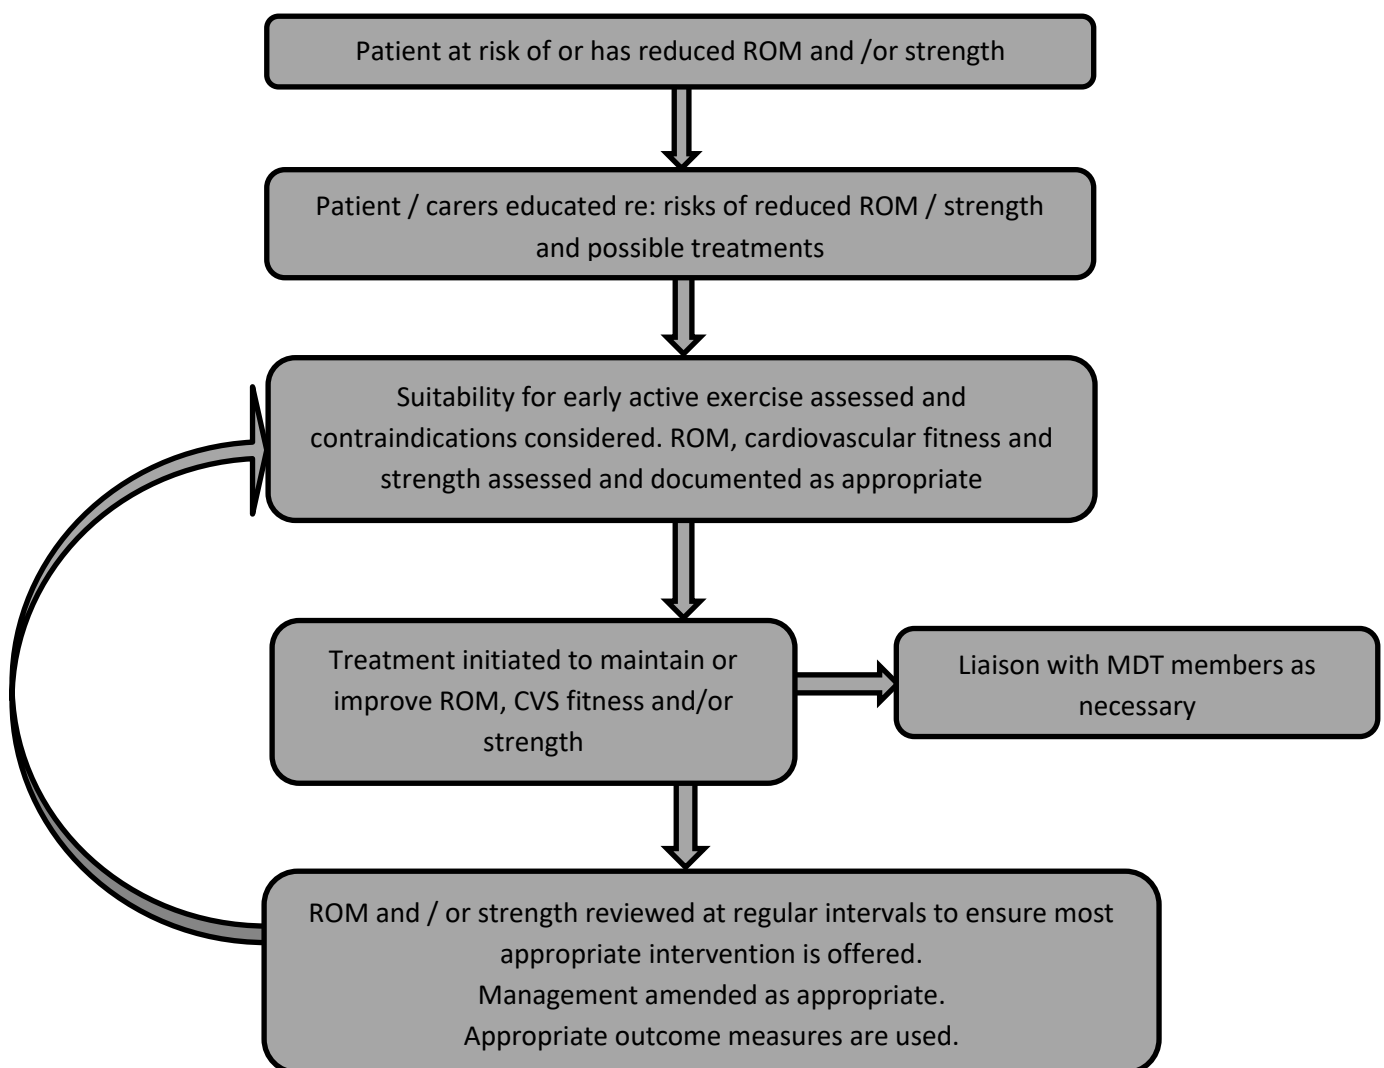 Patient at risk of or has reduced ROM and /or strength
Patient / carers educated re: risks of reduced ROM / strength
and possible treatments
Suitability for early active exercise assessed and
contraindications considered. ROM, cardiovascular fitness and
strength assessed and documented as appropriate
Treatment initiated to maintain or
improve ROM, CVS fitness and/or
strength
Liaison with MDT members as
necessary
ROM and / or strength reviewed at regular intervals to ensure most
appropriate intervention is offered.
Management amended as appropriate.
Appropriate outcome measures are used.